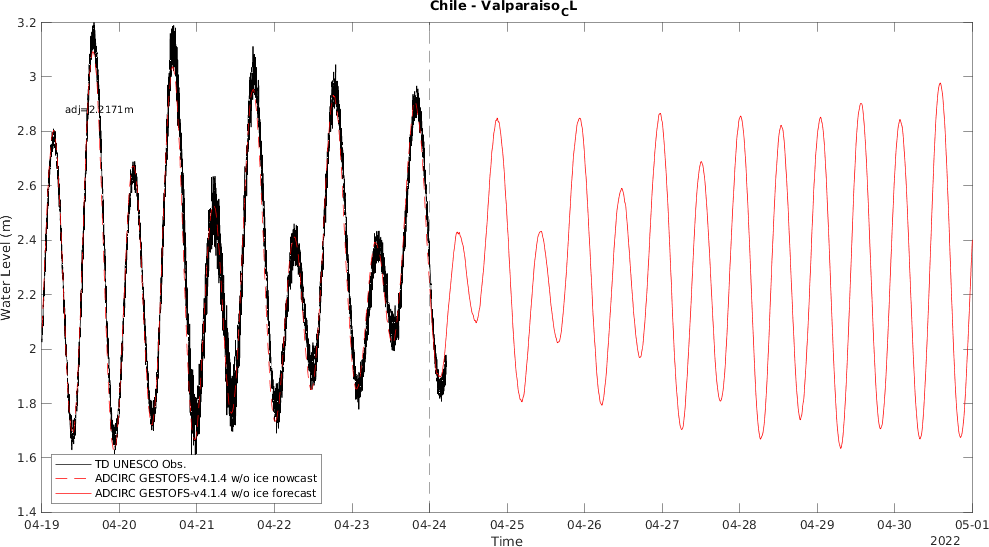 Chile - Valparaiso_CL
3.2
3
2.8
2.6
2.4
2.2
2
1.8
1.6
1.4
Water Level (m)
adj=2.2171m
TD UNESCO Obs.
ADCIRC GESTOFS-v4.1.4 w/o ice nowcast
ADCIRC GESTOFS-v4.1.4 w/o ice forecast
04-19 04-20 04-21 04-22 04-23 04-24 04-25 04-26 04-27 04-28 04-29 04-30 05-01
Time
2022